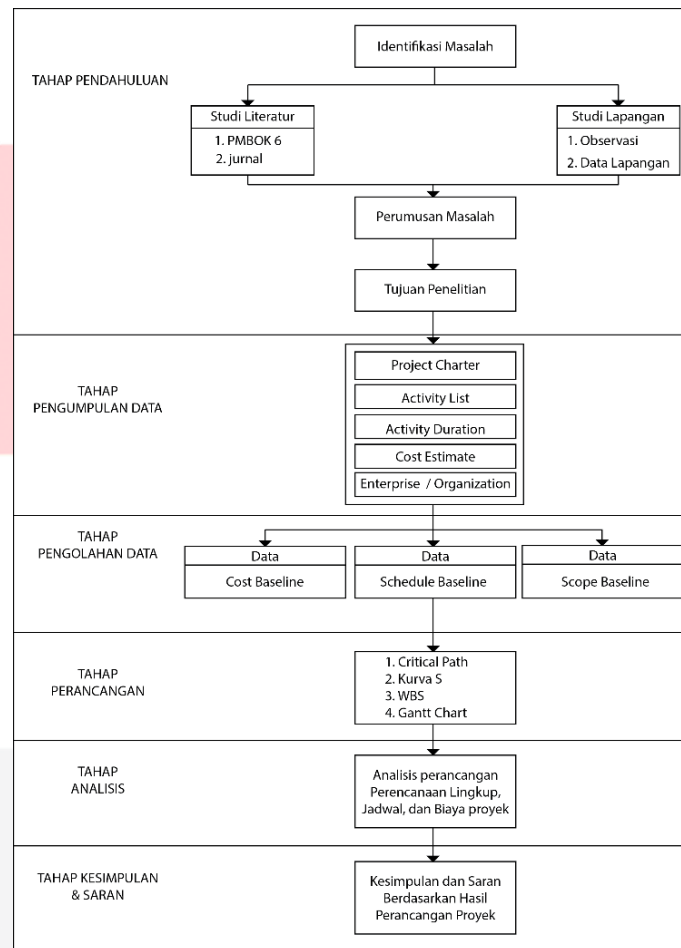 TAHAP PENDAHULUAN
Identifikasi Masalah
Studi Literatur
1. PMBOK 6
2. jurnal
Studi Lapangan
1. Observasi
2. Data Lapangan
Perumusan Masalah
Tujuan Penelitian
TAHAP
PENGUMPULAN DATA
Project Charter
Activity List
Activity Duration
Cost Estimate
Enterprise / Organization
TAHAP
PENGOLAHAN DATA
Data
Cost Baseline
Data
Schedule Baseline
Data
Scope Baseline
TAHAP
PERANCANGAN
1. Critical Path
2. Kurva S
3. WBS
4. Gantt Chart
TAHAP
ANALISIS
Analisis perancangan
Perencanaan Lingkup,
Jadwal, dan Biaya proyek
TAHAP KESIMPULAN
& SARAN
Kesimpulan dan Saran
Berdasarkan Hasil
Perancangan Proyek